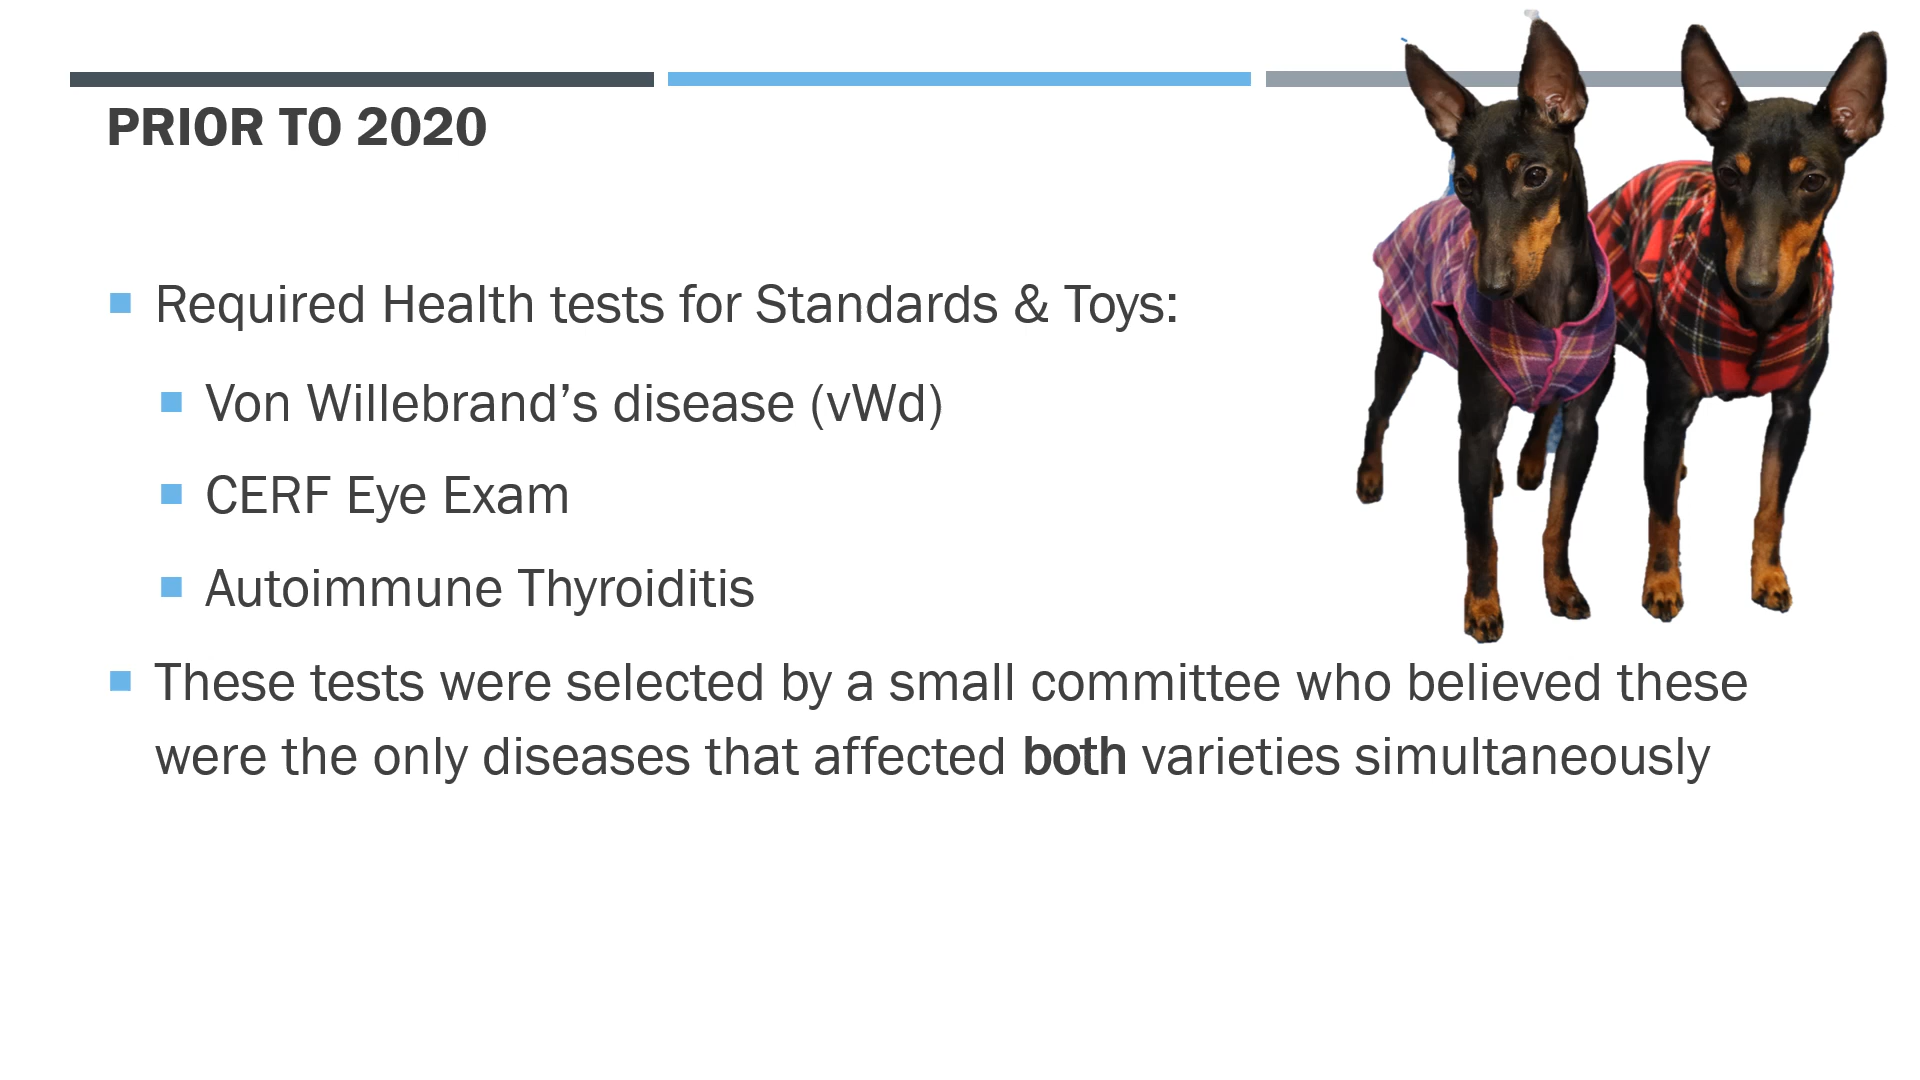 PRIOR TO 2020
Required Health tests for Standards & Toys:
Von Willebrand’s disease (vWd)
CERF Eye Exam
Autoimmune Thyroiditis
These tests were selected by a small committee who believed these
were the only diseases that affected both varieties simultaneously